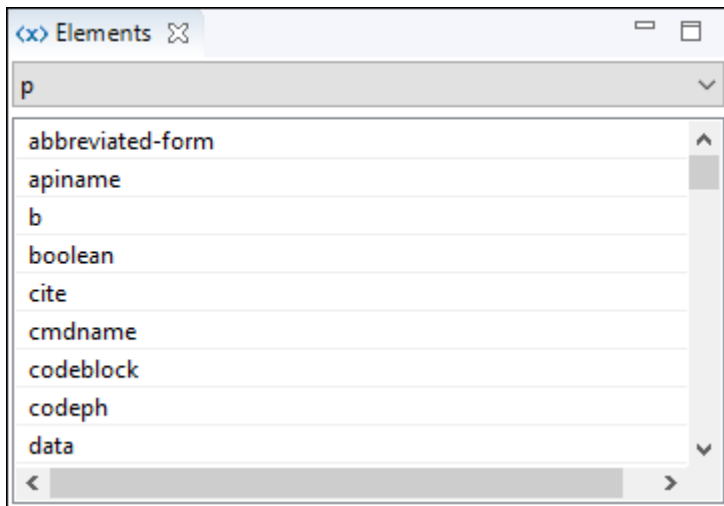 <x> Elements
p
abbreviated-form
apiname
b
boolean
cite
cmdname
codeblock
codeph
data